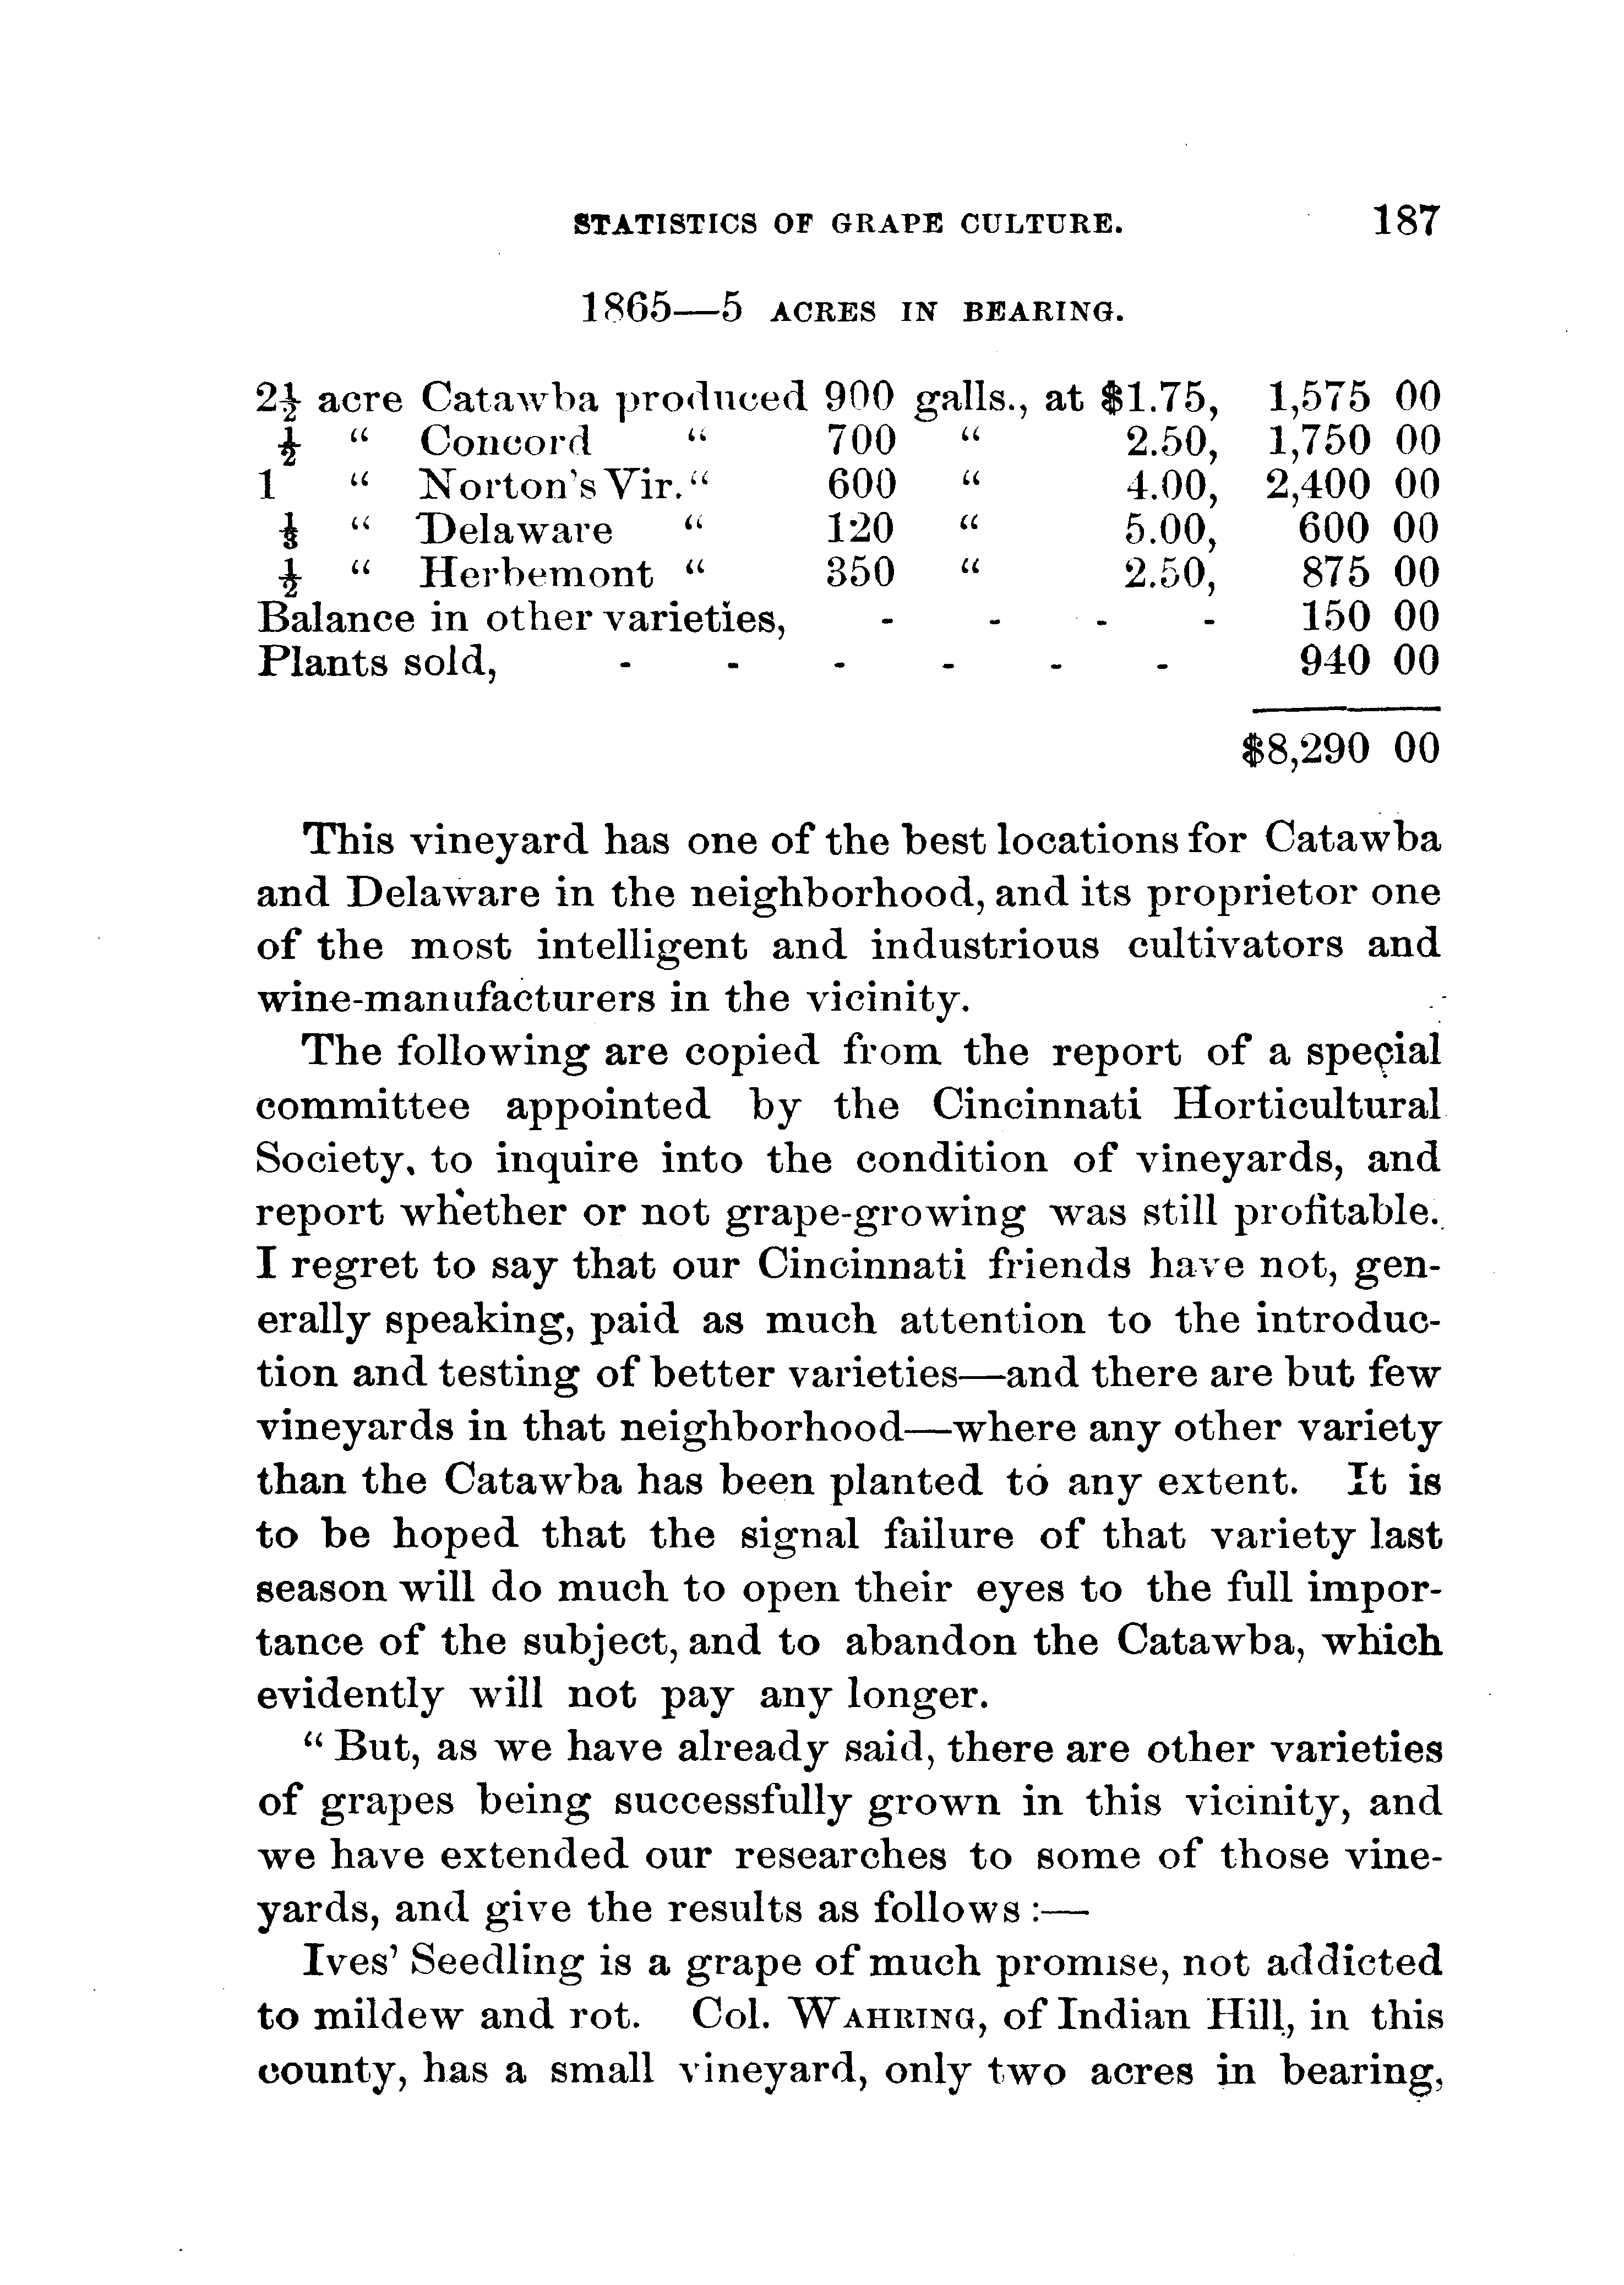 STATISTICS OF GRAPE CULTURE. 187
1865—5 ACRES IN BEARING.
2½ acre Catawba produced 900 galls., at $1.75, 1,575 00
½ “ Concord “ 700 “ 2.50, 1,750 00
1 “ Norton's Vir. “ 600 “ 4.00, 2,400 00
⅓ “ Delaware “ 120 “ 5.00, 600 00
½ “ Herbemont “ 350 “ 2.50, 875 00
Balance in other varieties, - - - - 150 00
Plants sold, - - - - - - 940 00
$8,290 00
This vineyard has one of the best locations for Catawba
and Delaware in the neighborhood, and its proprietor one
of the most intelligent and industrious cultivators and
wine-manufacturers in the vicinity.
The following are copied from the report of a special
committee appointed by the Cincinnati Horticultural
Society, to inquire into the condition of vineyards, and
report whether or not grape-growing was still profitable.
I regret to say that our Cincinnati friends have not, gen-
erally speaking, paid as much attention to the introduc-
tion and testing of better varieties—and there are but few
vineyards in that neighborhood—where any other variety
than the Catawba has been planted to any extent. It is
to be hoped that the signal failure of that variety last
season will do much to open their eyes to the full impor-
tance of the subject, and to abandon the Catawba, which
evidently will not pay any longer.
“ But, as we have already said, there are other varieties
of grapes being successfully grown in this vicinity, and
we have extended our researches to some of those vine-
yards, and give the results as follows :—
Ives' Seedling is a grape of much promise, not addicted
to mildew and rot. Col. WAHRING, of Indian Hill, in this
county, has a small vineyard, only two acres in bearing,